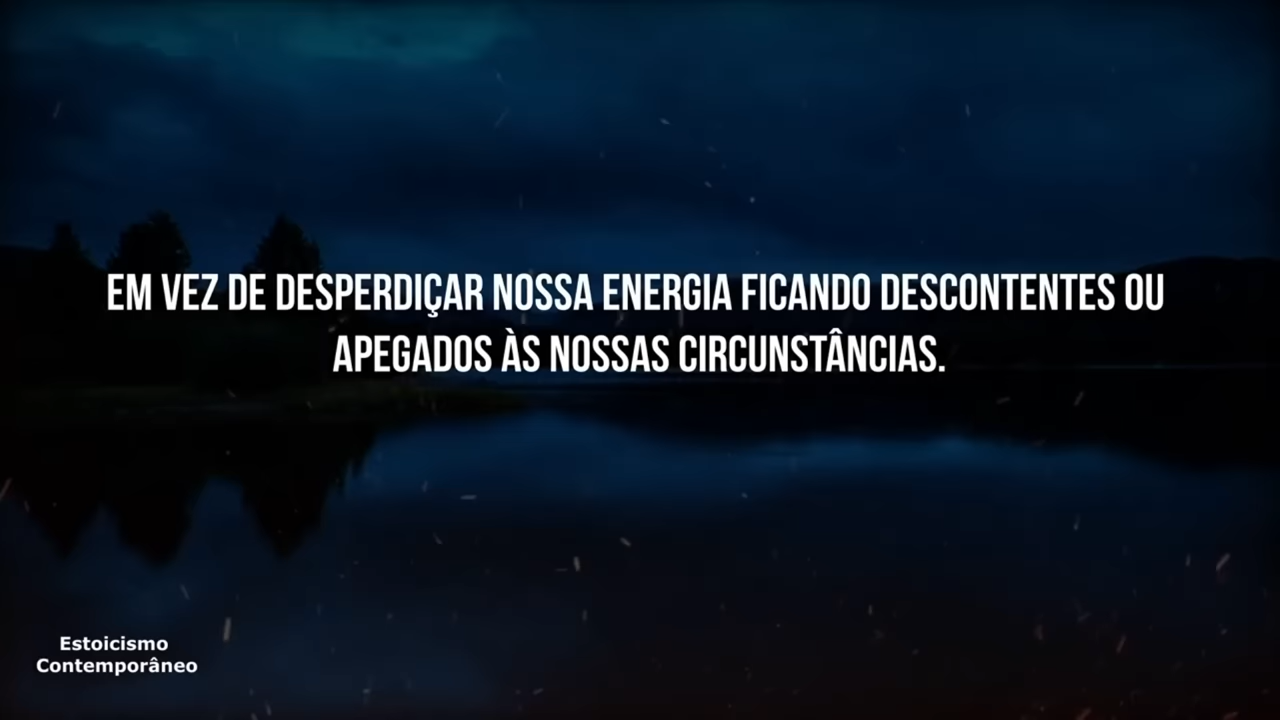 EM VEZ DE DESPERDIÇAR NOSSA ENERGIA FICANDO DESCONTENTES OU
APEGADOS ÀS NOSSAS CIRCUNSTÂNCIAS.
Estoicismo
Contemporâneo